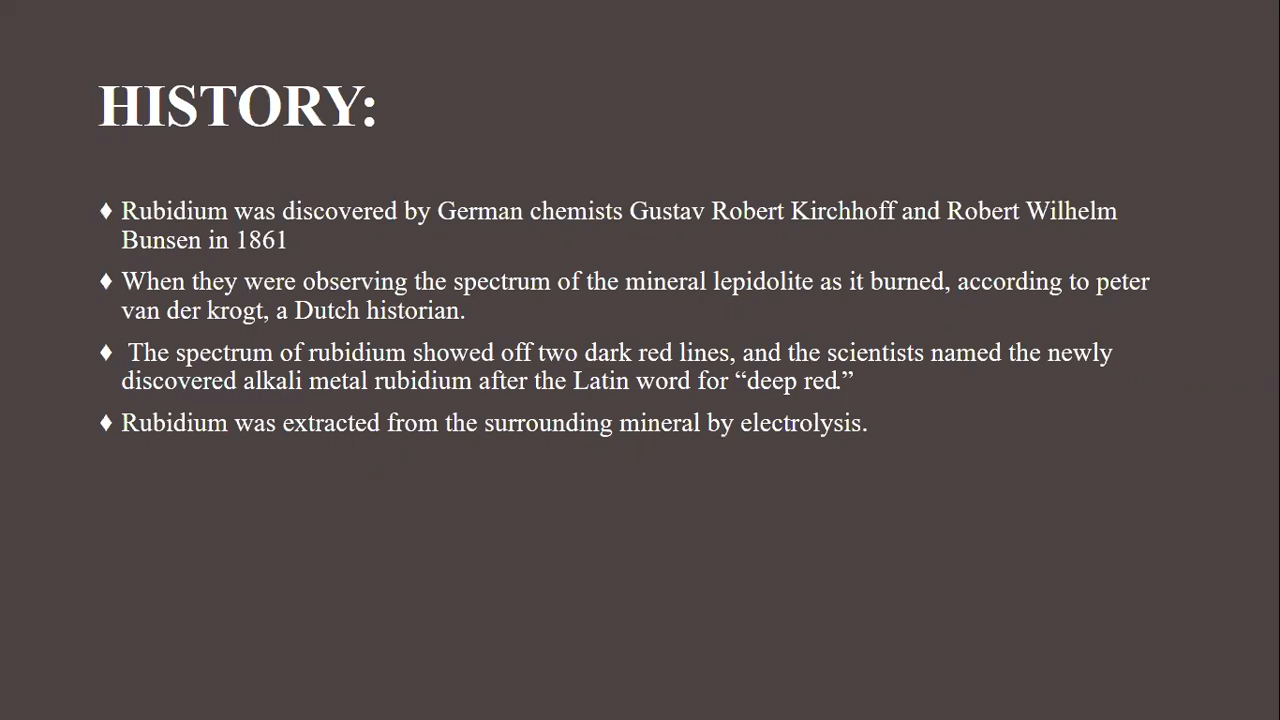 HISTORY:
♦ Rubidium was discovered by German chemists Gustav Robert Kirchhoff and Robert Wilhelm
Bunsen in 1861
♦ When they were observing the spectrum of the mineral lepidolite as it burned, according to peter
van der krogt, a Dutch historian.
♦ The spectrum of rubidium showed off two dark red lines, and the scientists named the newly
discovered alkali metal rubidium after the Latin word for “deep red.”
♦ Rubidium was extracted from the surrounding mineral by electrolysis.